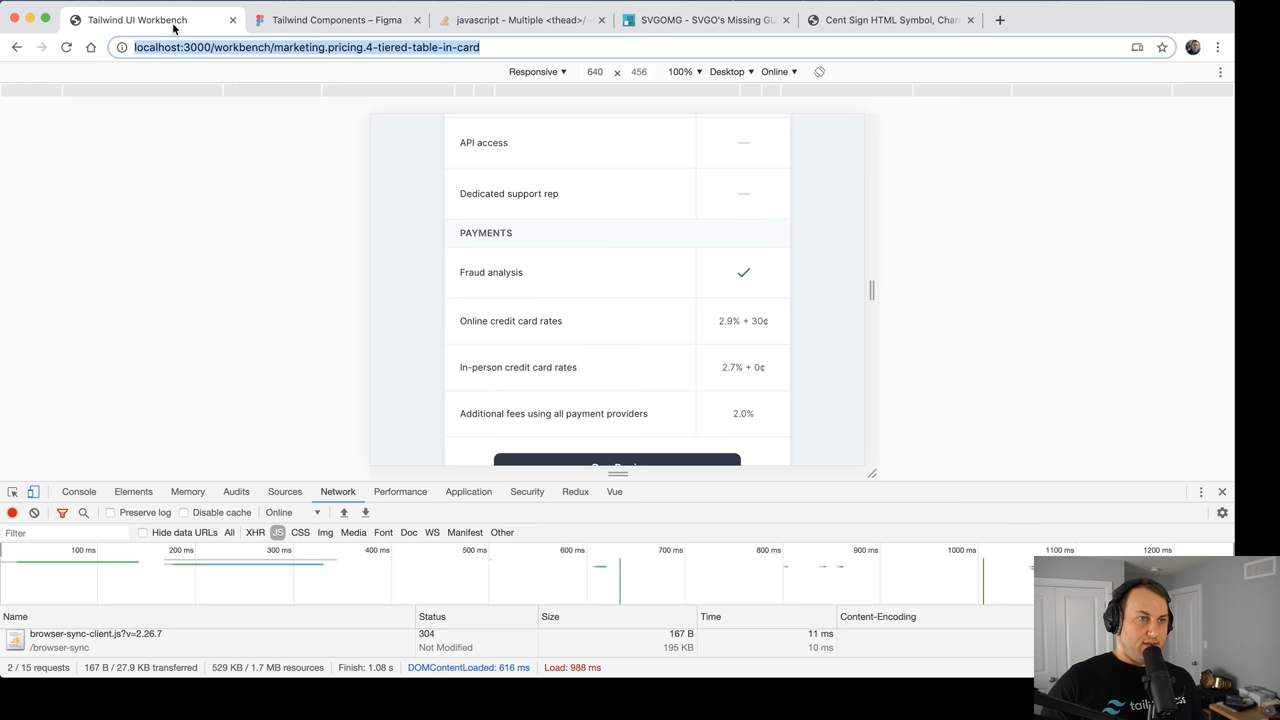 Tailwind UI Workbench
Tailwind Components – Figma
javascript - Multiple <thead>/
SVGOMG - SVGO's Missing GU
Cent Sign HTML Symbol, Char
localhost:3000/workbench/marketing.pricing.4-tiered-table-in-card
Responsive 640 × 456 100% Desktop Online
API access —
Dedicated support rep —
PAYMENTS
Fraud analysis
Online credit card rates 2.9% + 30¢
In-person credit card rates 2.7% + 0¢
Additional fees using all payment providers 2.0%
Console Elements Memory Audits Sources Network Performance Application Security Redux Vue
Preserve log Disable cache Online
Filter Hide data URLs All XHR JS CSS Img Media Font Doc WS Manifest Other
100 ms 200 ms 300 ms 400 ms 500 ms 600 ms 700 ms 800 ms 900 ms 1000 ms 1100 ms 1200 ms
Name Status Size Time Content-Encoding
browser-sync-client.js?v=2.26.7 304 167 B 11 ms
/browser-sync Not Modified 195 KB 10 ms
2 / 15 requests 167 B / 27.9 KB transferred 529 KB / 1.7 MB resources Finish: 1.08 s DOMContentLoaded: 616 ms Load: 988 ms